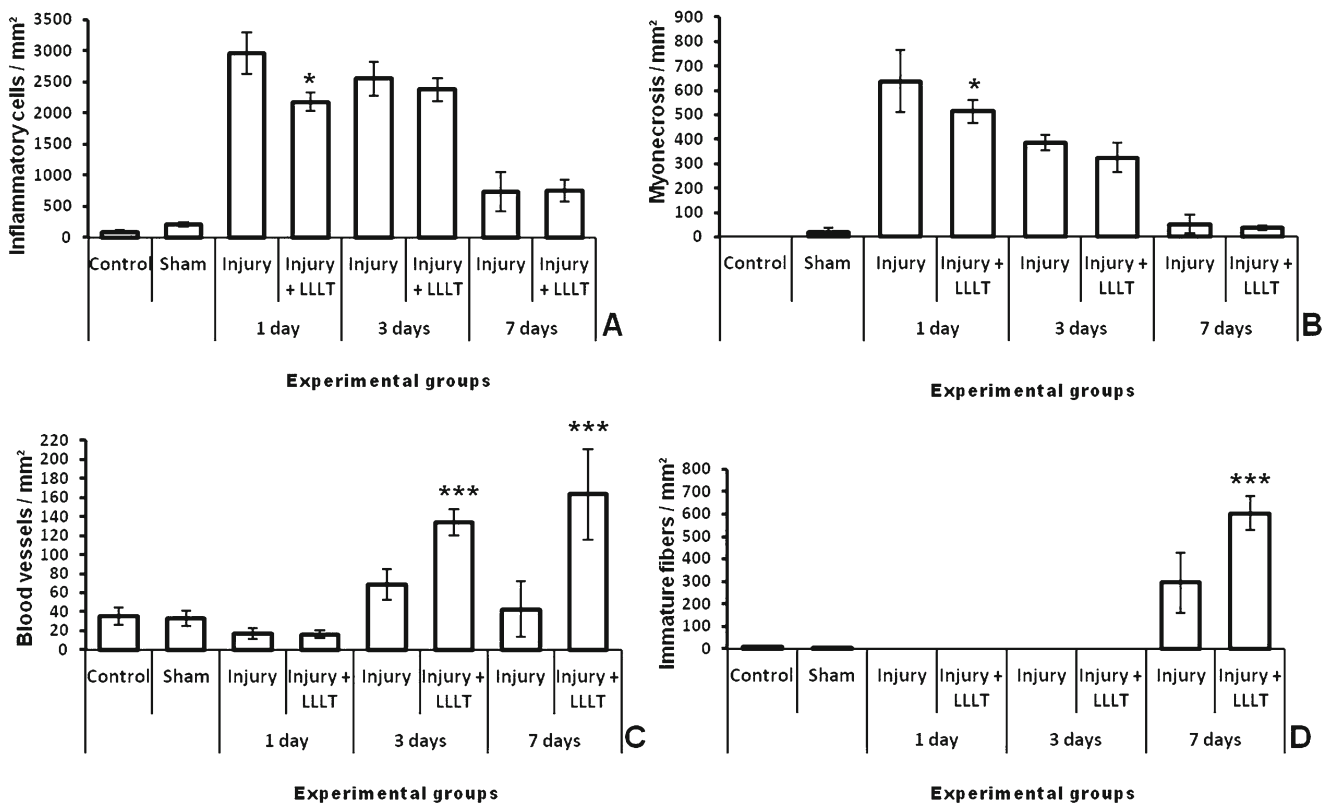 Inflammatory cells / mm²
3500
3000
2500
2000
1500
1000
500
0
*
Control Sham Injury Injury + LLLT Injury Injury + LLLT Injury Injury + LLLT
1 day 3 days 7 days
A
Experimental groups
Myonecrosis / mm²
900
800
700
600
500
400
300
200
100
0
*
Control Sham Injury Injury + LLLT Injury Injury + LLLT Injury Injury + LLLT
1 day 3 days 7 days
B
Experimental groups
Blood vessels / mm²
220
200
180
160
140
120
100
80
60
40
20
0
***
***
Control Sham Injury Injury + LLLT Injury Injury + LLLT Injury Injury + LLLT
1 day 3 days 7 days
C
Experimental groups
Immature fibers / mm²
800
700
600
500
400
300
200
100
0
***
Control Sham Injury Injury + LLLT Injury Injury + LLLT Injury Injury + LLLT
1 day 3 days 7 days
D
Experimental groups